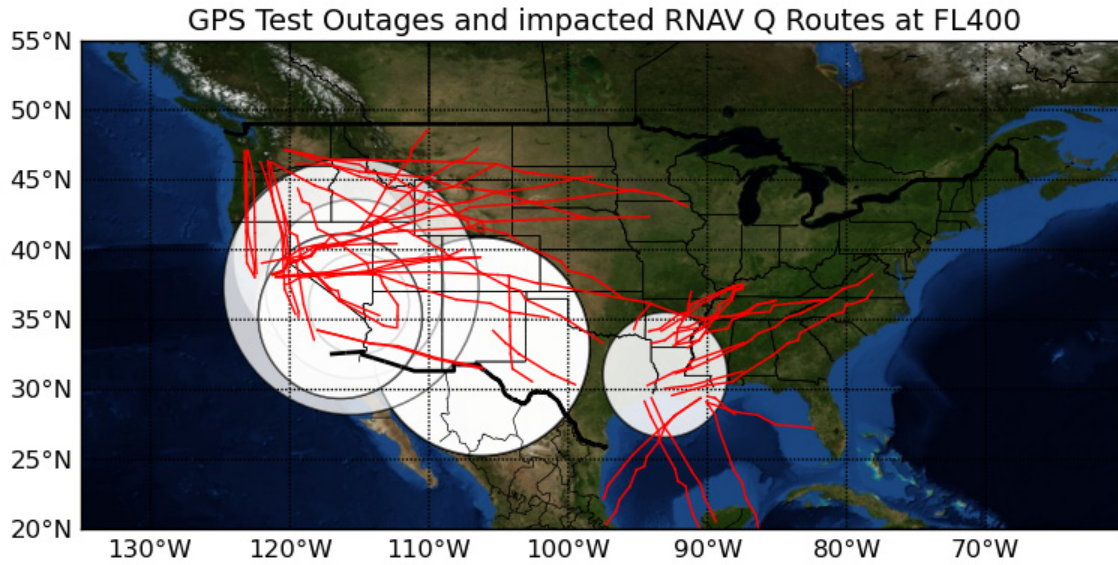 GPS Test Outages and impacted RNAV Q Routes at FL400
55°N
50°N
45°N
40°N
35°N
30°N
25°N
20°N
130°W 120°W 110°W 100°W 90°W 80°W 70°W